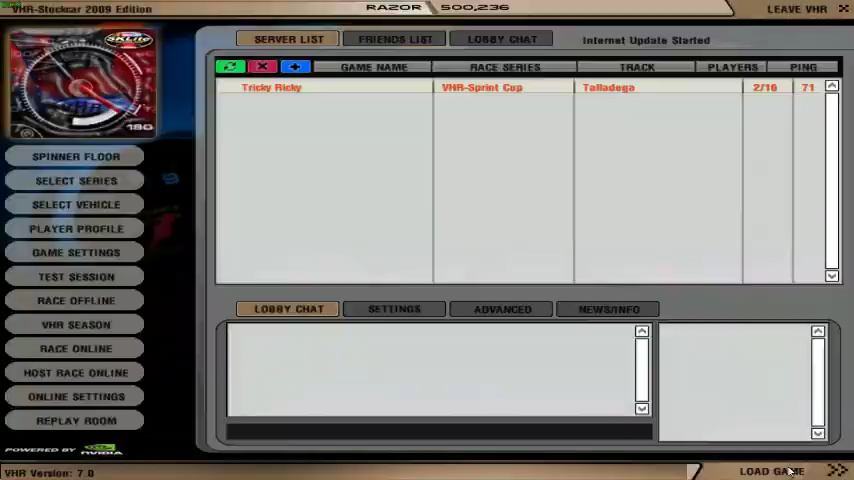 VHR-Stockcar 2009 Edition
RAZOR
500,236
LEAVE VHR
SERVER LIST
FRIENDS LIST
LOBBY CHAT
Internet Update Started
GAME NAME
RACE SERIES
TRACK
PLAYERS
PING
Tricky Ricky
VHR-Sprint Cup
Talladega
2/16
71
180
SPINNER FLOOR
SELECT SERIES
SELECT VEHICLE
PLAYER PROFILE
GAME SETTINGS
TEST SESSION
RACE OFFLINE
VHR SEASON
RACE ONLINE
HOST RACE ONLINE
ONLINE SETTINGS
REPLAY ROOM
LOBBY CHAT
SETTINGS
ADVANCED
NEWS/INFO
POWERED BY
NVIDIA
VHR Version: 7.0
LOAD GAME